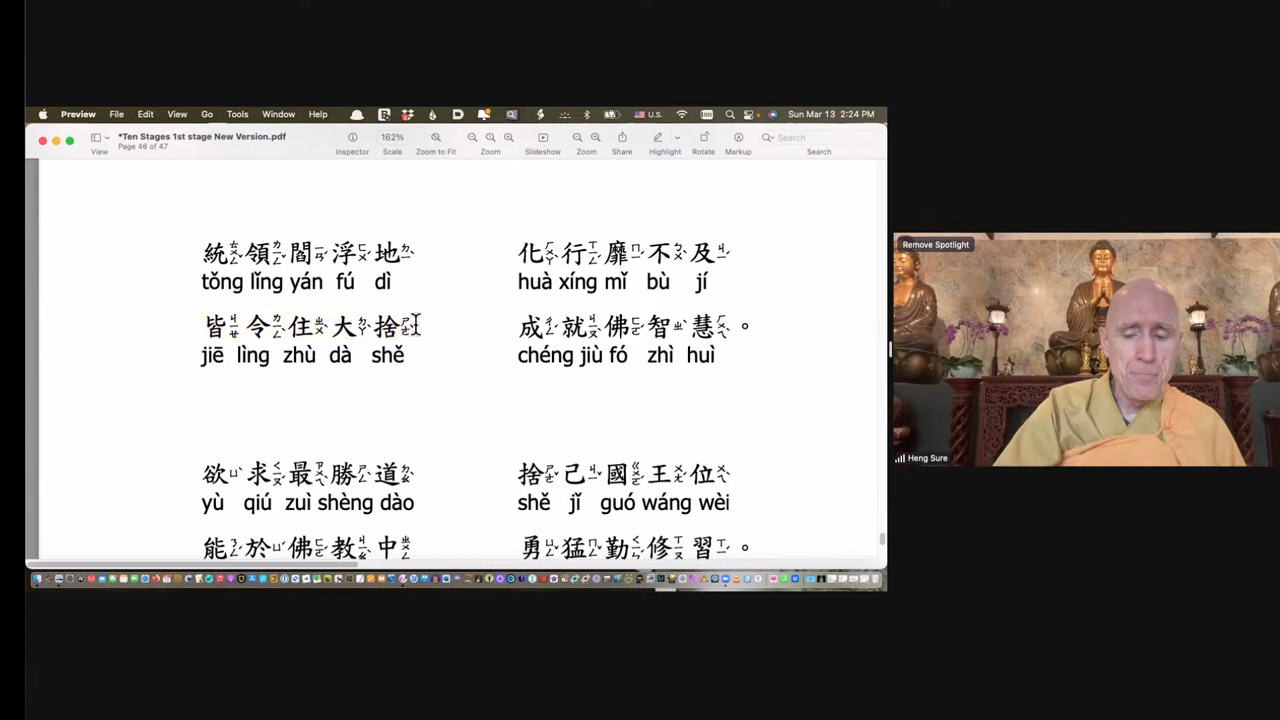 Preview File Edit View Go Tools Window Help U.S. Sun Mar 13 2:24 PM
*Ten Stages 1st stage New Version.pdf
Page 46 of 47
162%
Search
View Inspector Scale Zoom to Fit Zoom Slideshow Zoom Share Highlight Rotate Markup Search
統領閻浮地 化行靡不及
tǒng lǐng yán fú dì huà xíng mǐ bù jí
皆令住大捨 成就佛智慧。
jiē lìng zhù dà shě chéng jiù fó zhì huì
欲求最勝道 捨己國王位
yù qiú zuì shèng dào shě jǐ guó wáng wèi
能於佛教中 勇猛勤修習。
Remove Spotlight
Heng Sure